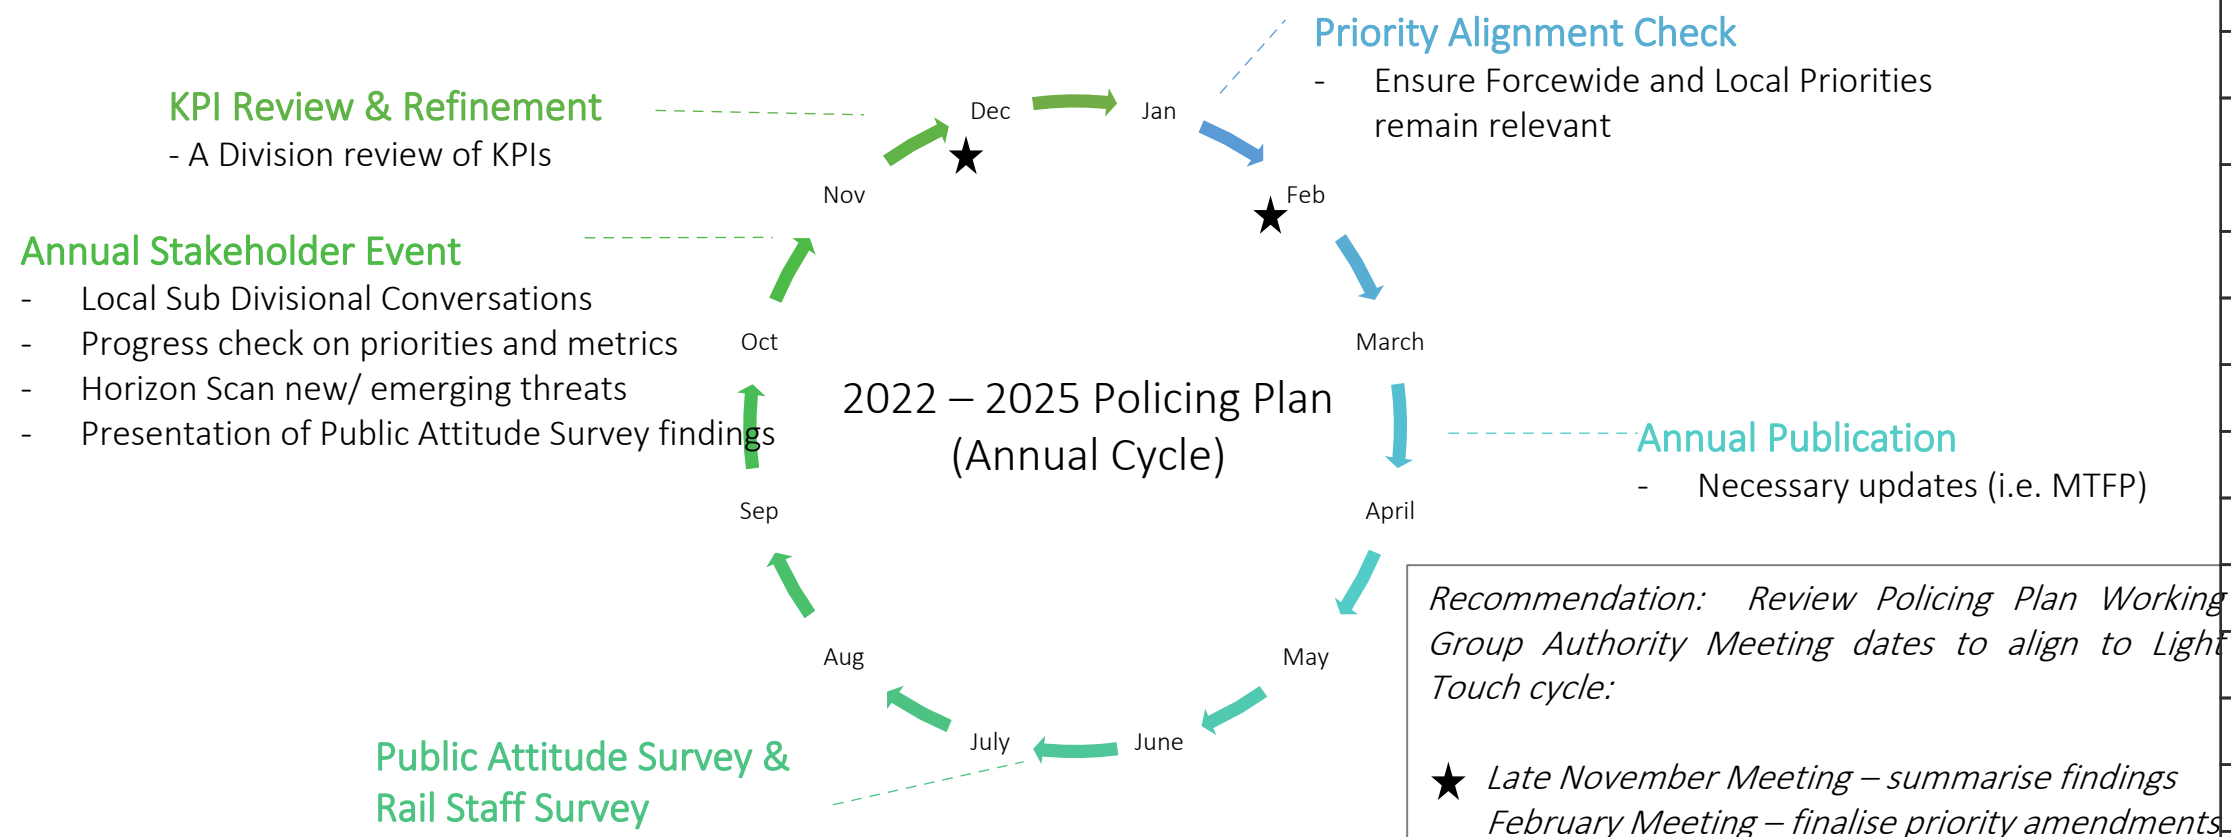 Priority Alignment Check
- Ensure Forcewide and Local Priorities
remain relevant
KPI Review & Refinement
- A Division review of KPIs
Dec
Jan
Nov
Feb
Annual Stakeholder Event
- Local Sub Divisional Conversations
- Progress check on priorities and metrics
- Horizon Scan new/ emerging threats
- Presentation of Public Attitude Survey findings
Oct
March
2022 – 2025 Policing Plan
(Annual Cycle)
Annual Publication
- Necessary updates (i.e. MTFP)
Sep
April
Aug
May
July
June
Public Attitude Survey &
Rail Staff Survey
Recommendation: Review Policing Plan Working
Group Authority Meeting dates to align to Light
Touch cycle:
Late November Meeting – summarise findings
February Meeting – finalise priority amendments